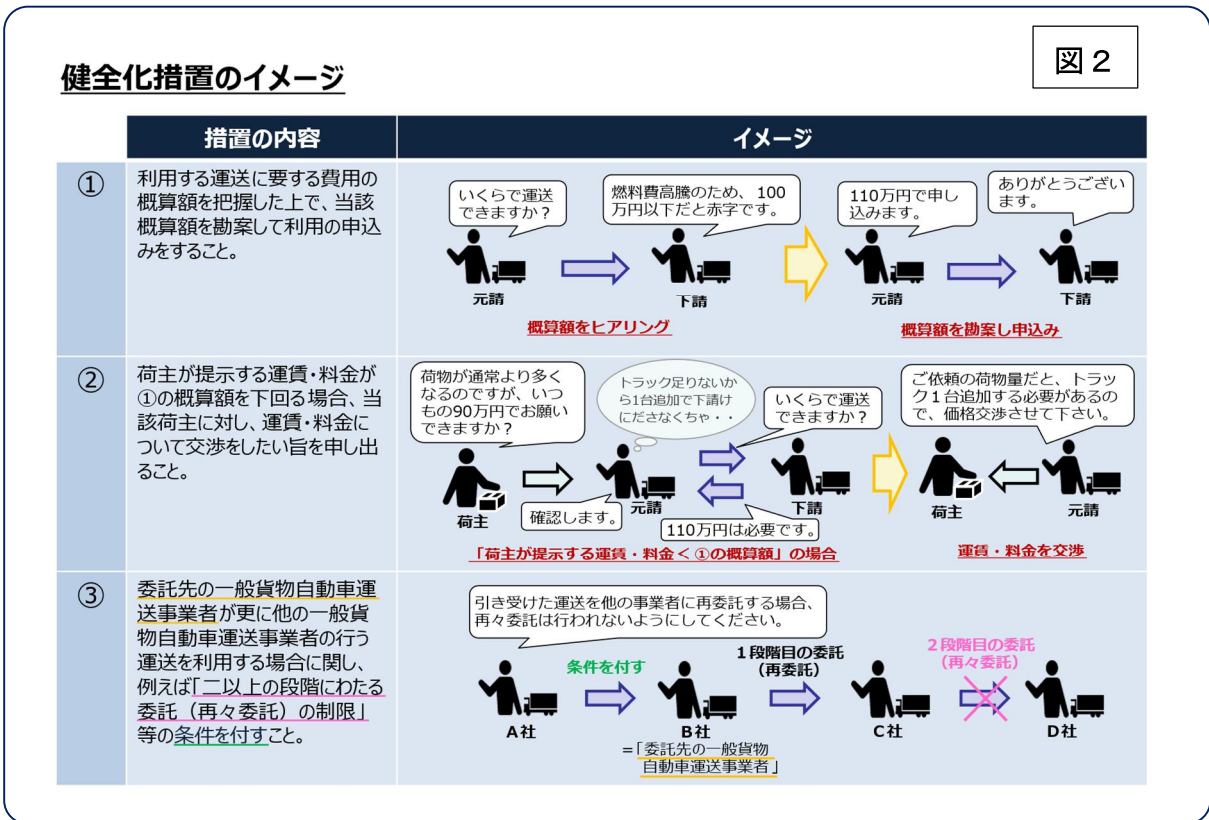 図2
健全化措置のイメージ
措置の内容
イメージ
①
利用する運送に要する費用の
概算額を把握した上で、当該
概算額を勘案して利用の申込
みをすること。
いくらで運送
できますか？
燃料費高騰のため、100
万円以下だと赤字です。
110万円で申し
込みます。
ありがとうござい
ます。
元請
下請
元請
下請
概算額をヒアリング
概算額を勘案し申込み
②
荷主が提示する運賃・料金が
①の概算額を下回る場合、当
該荷主に対し、運賃・料金に
ついて交渉をしたい旨を申し出
ること。
荷物が通常より多く
なるのですが、いつ
もの90万円でお願い
できますか？
トラック足りないか
ら1台追加で下請け
にださなくちゃ・・
いくらで運送
できますか？
ご依頼の荷物量だと、トラッ
ク１台追加する必要があるの
で、価格交渉させて下さい。
荷主
確認します。
元請
下請
110万円は必要です。
荷主
元請
「荷主が提示する運賃・料金＜①の概算額」の場合
運賃・料金を交渉
③
委託先の一般貨物自動車運
送事業者が更に他の一般貨
物自動車運送事業者の行う
運送を利用する場合に関し、
例えば「二以上の段階にわたる
委託（再々委託）の制限」
等の条件を付すこと。
引き受けた運送を他の事業者に再委託する場合、
再々委託は行われないようにしてください。
条件を付す
１段階目の委託
（再委託）
２段階目の委託
（再々委託）
A社
B社
C社
D社
＝「委託先の一般貨物
自動車運送事業者」